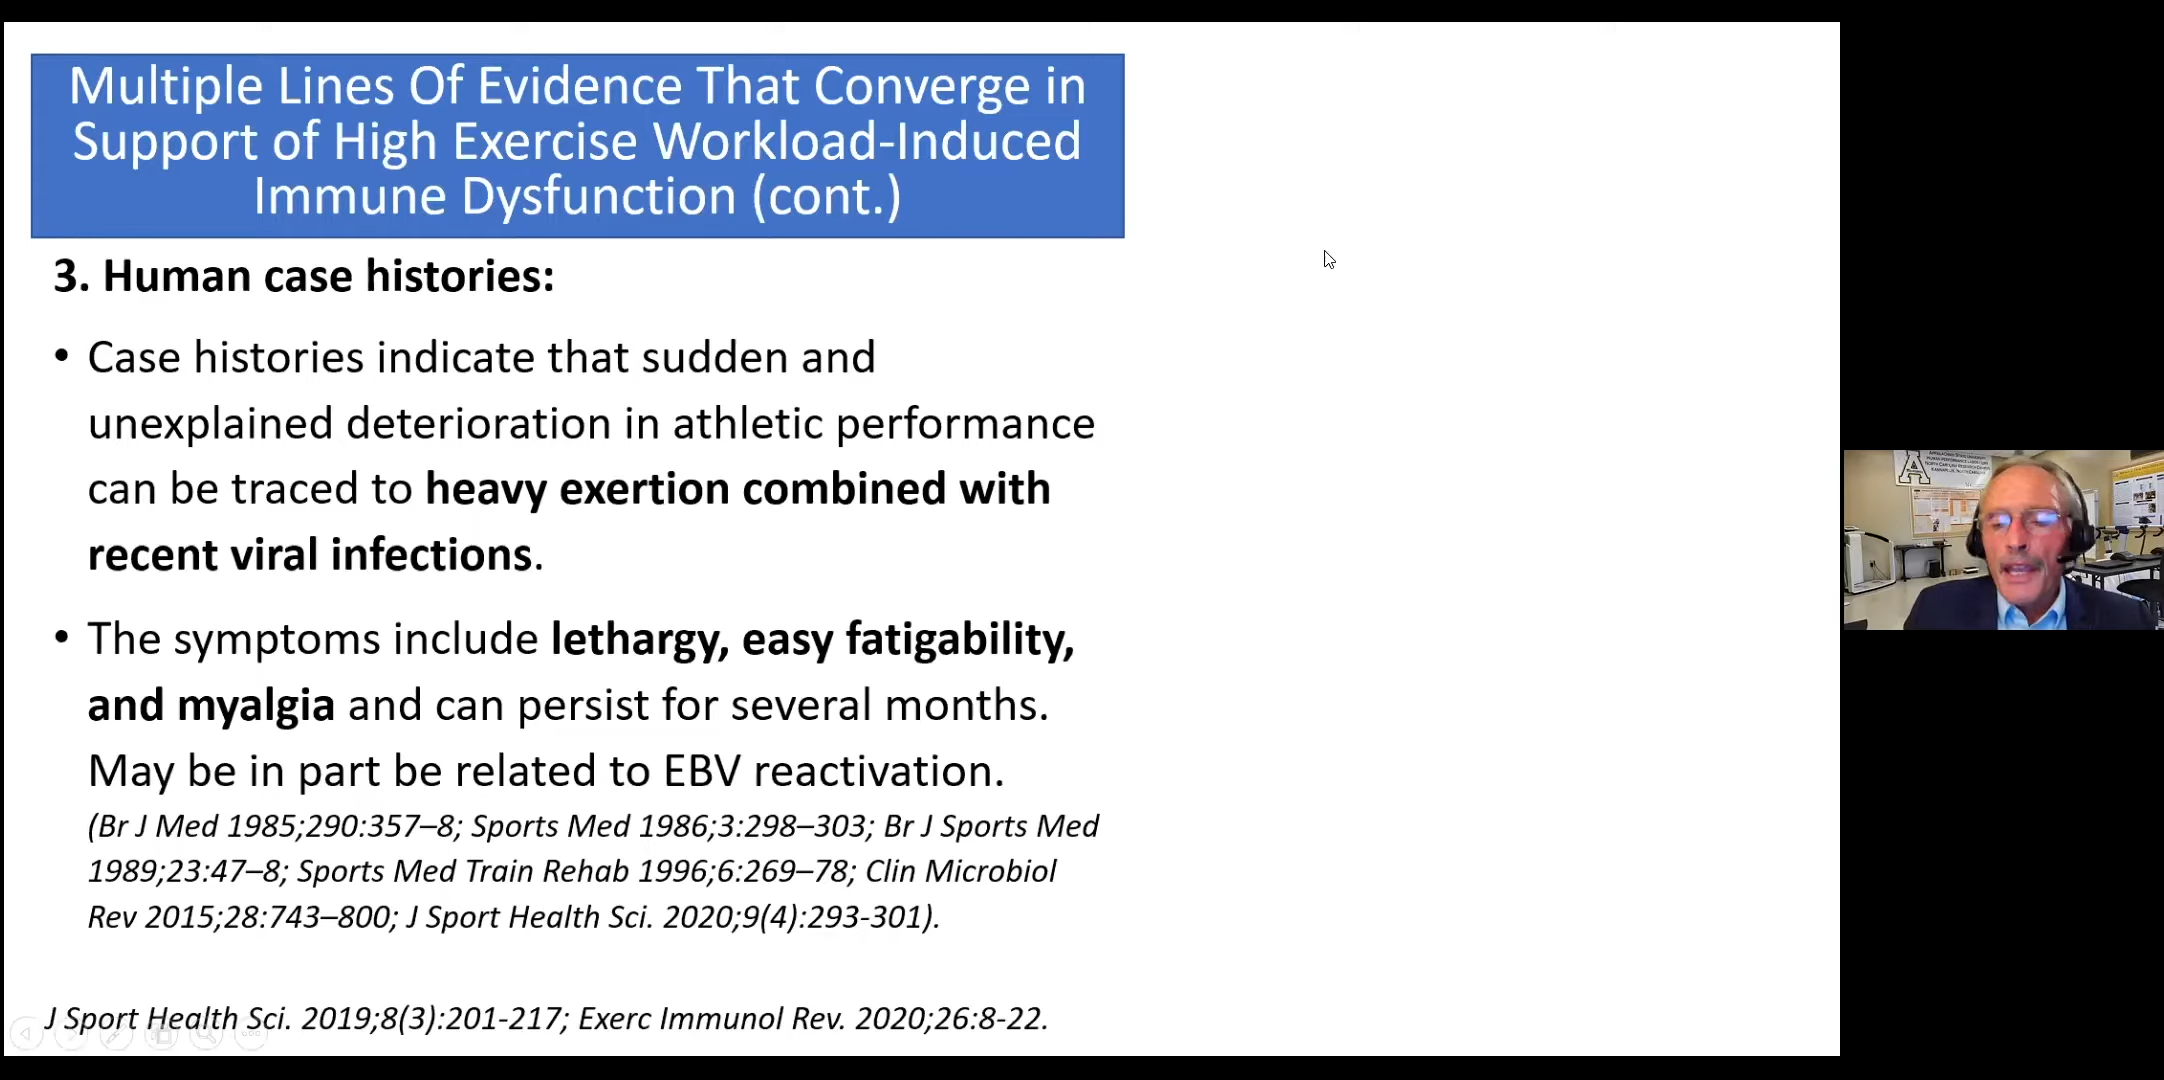 Multiple Lines Of Evidence That Converge in
Support of High Exercise Workload-Induced
Immune Dysfunction (cont.)
3. Human case histories:
• Case histories indicate that sudden and
unexplained deterioration in athletic performance
can be traced to heavy exertion combined with
recent viral infections.
• The symptoms include lethargy, easy fatigability,
and myalgia and can persist for several months.
May be in part be related to EBV reactivation.
(Br J Med 1985;290:357–8; Sports Med 1986;3:298–303; Br J Sports Med
1989;23:47–8; Sports Med Train Rehab 1996;6:269–78; Clin Microbiol
Rev 2015;28:743–800; J Sport Health Sci. 2020;9(4):293-301).
J Sport Health Sci. 2019;8(3):201-217; Exerc Immunol Rev. 2020;26:8-22.